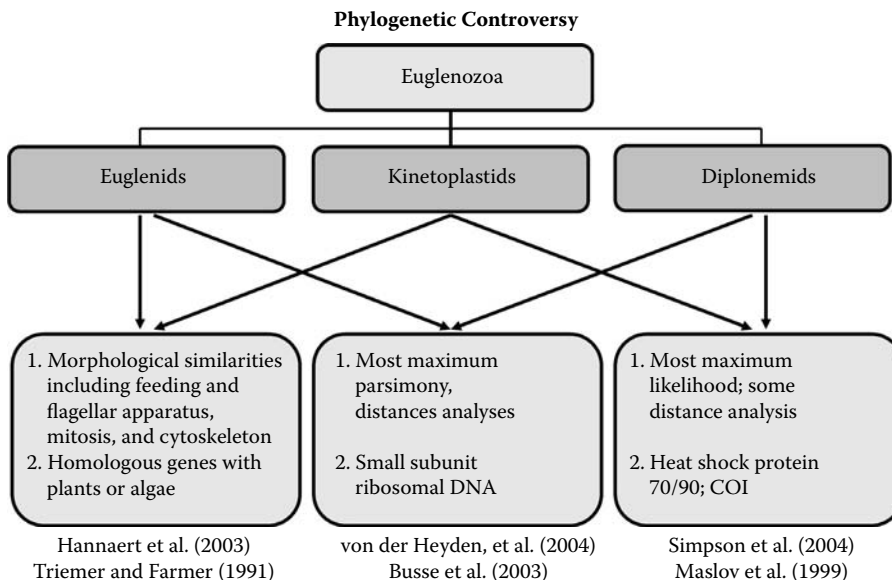 Phylogenetic Controversy
Euglenozoa
Euglenids
Kinetoplastids
Diplonemids
1. Morphological similarities
including feeding and
flagellar apparatus,
mitosis, and cytoskeleton
2. Homologous genes with
plants or algae
1. Most maximum
parsimony,
distances analyses
2. Small subunit
ribosomal DNA
1. Most maximum
likelihood; some
distance analysis
2. Heat shock protein
70/90; COI
Hannaert et al. (2003)
Triemer and Farmer (1991)
von der Heyden, et al. (2004)
Busse et al. (2003)
Simpson et al. (2004)
Maslov et al. (1999)